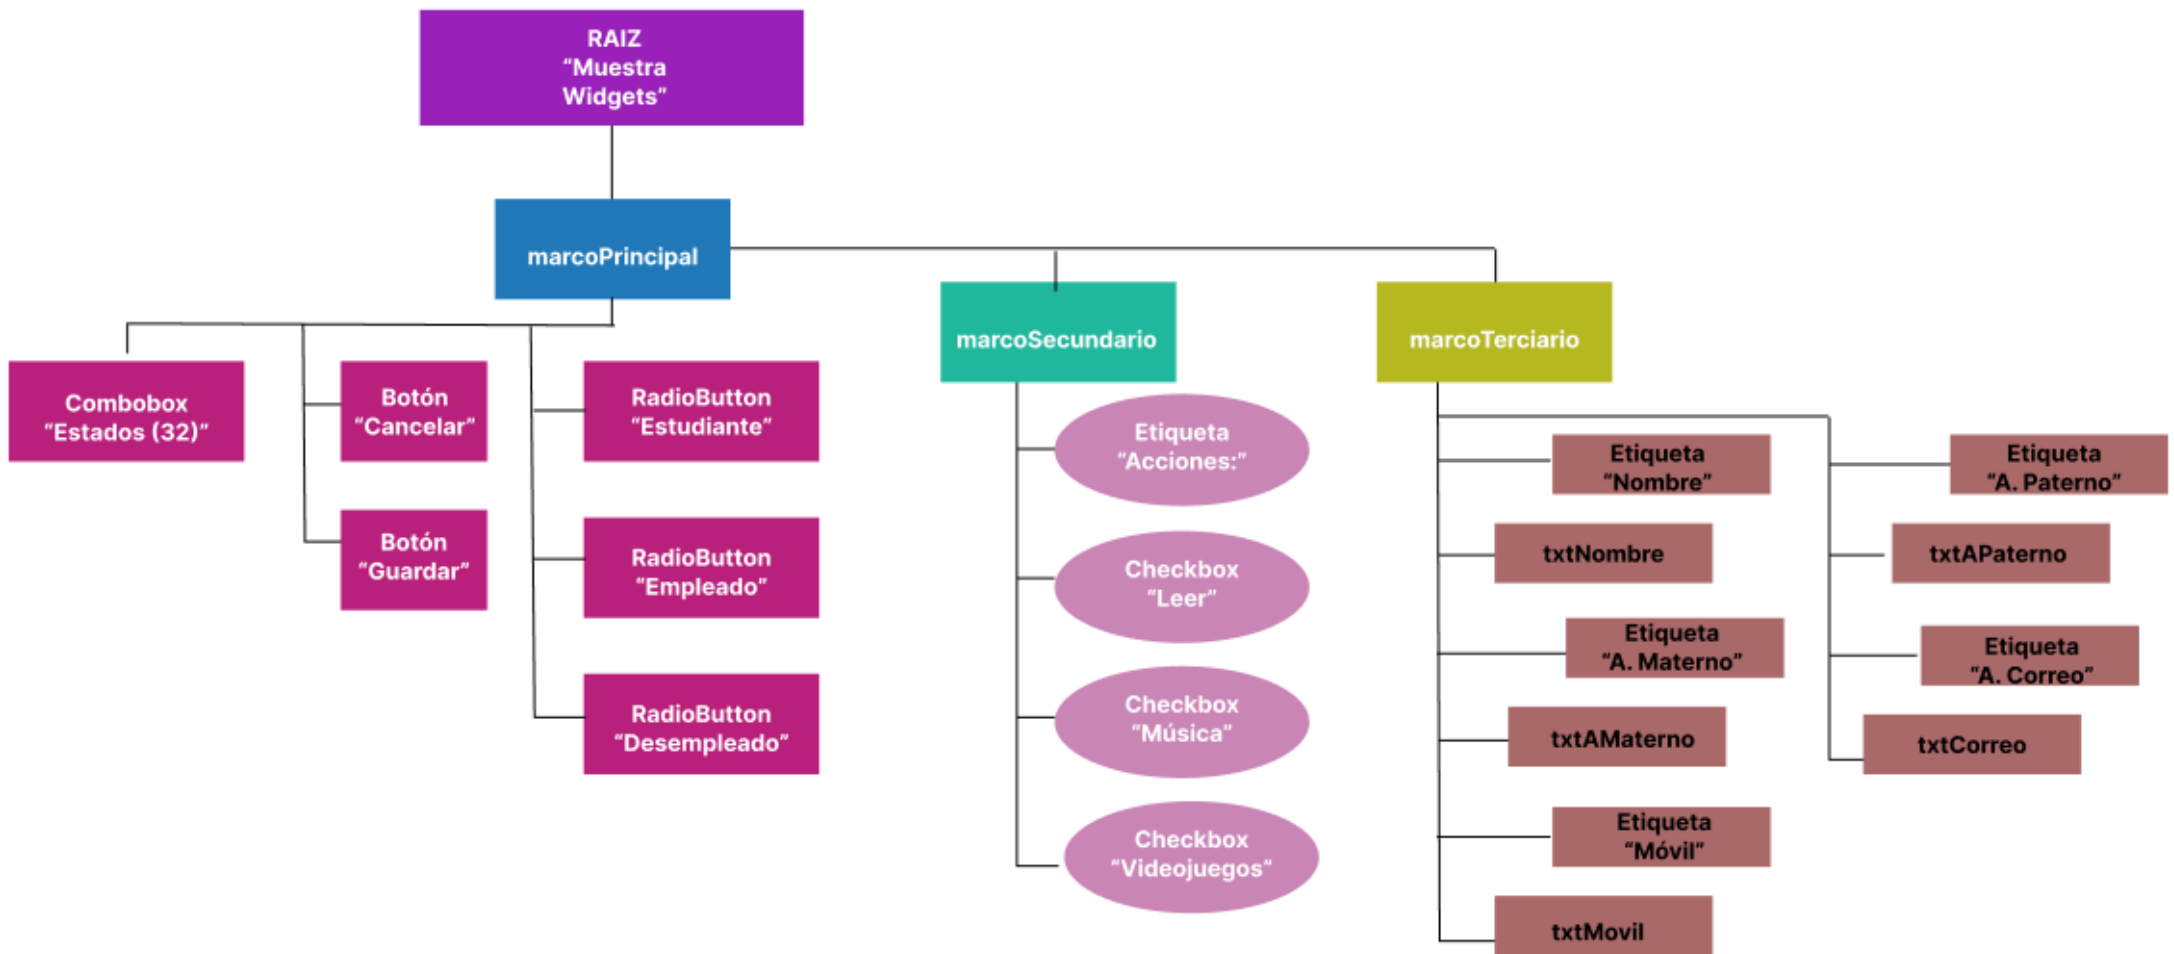 RAIZ
“Muestra
Widgets”
marcoPrincipal
marcoSecundario
marcoTerciario
Combobox
“Estados (32)”
Botón
“Cancelar”
Botón
“Guardar”
RadioButton
“Estudiante”
RadioButton
“Empleado”
RadioButton
“Desempleado”
Etiqueta
“Acciones:”
Checkbox
“Leer”
Checkbox
“Música”
Checkbox
“Videojuegos”
Etiqueta
“Nombre”
txtNombre
Etiqueta
“A. Materno”
txtAMaterno
Etiqueta
“Móvil”
txtMovil
Etiqueta
“A. Paterno”
txtAPaterno
Etiqueta
“A. Correo”
txtCorreo